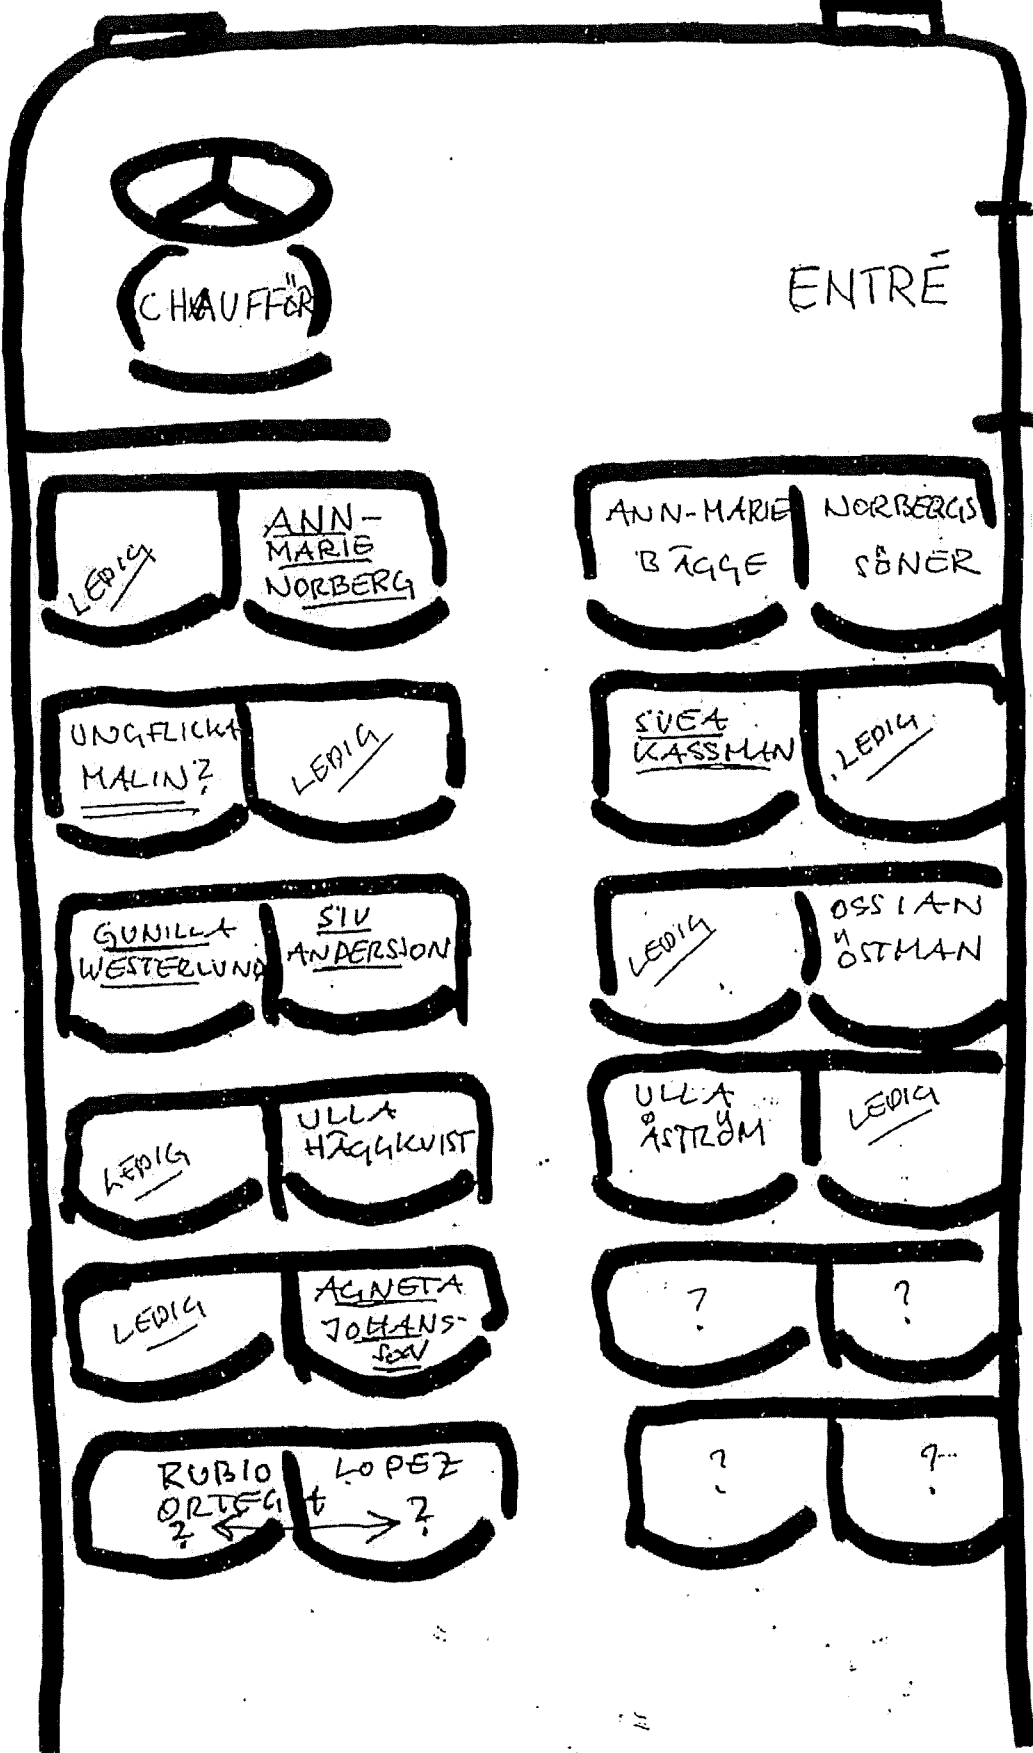 CHAUFFÖR
ENTRÉ
LEDIG
ANN-
MARIE
NORBERG
ANN-MARIE
BÄGGE
NORBERGS
SÖNER
UNGFLICKA
MALIN?
LEDIG
SVEA
KASSMAN
LEDIG
GUNILLA
WESTERLUND
SIV
ANDERSSON
LEDIG
OSSIAN
ÖSTMAN
LEDIG
ULLA
HÄGGKVIST
ULLA
ÅSTRÖM
LEDIG
LEDIG
AGNETA
JOHANS-
SON
?
?
RUBIO
ORTEGA
?
LOPEZ
?
?
?